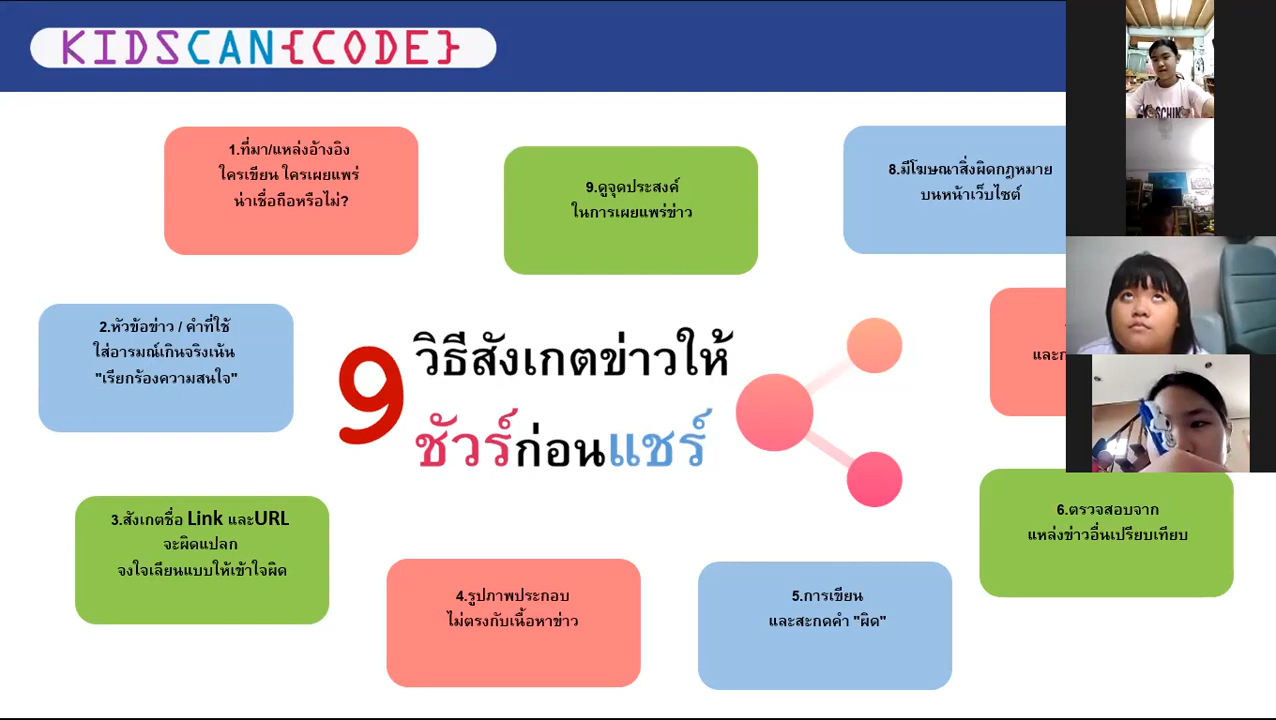 KIDSCAN{CODE}
1.ที่มา/แหล่งอ้างอิง
ใครเขียน ใครเผยแพร่
น่าเชื่อถือหรือไม่?
9.ดูจุดประสงค์
ในการเผยแพร่ข่าว
8.มีโฆษณาสิ่งผิดกฎหมาย
บนหน้าเว็บไซต์
2.หัวข้อข่าว / คำที่ใช้
ใส่อารมณ์เกินจริงเน้น
"เรียกร้องความสนใจ"
9
วิธีสังเกตข่าวให้
ชัวร์ก่อนแชร์
3.สังเกตชื่อ Link และURL
จะผิดแปลก
จงใจเลียนแบบให้เข้าใจผิด
4.รูปภาพประกอบ
ไม่ตรงกับเนื้อหาข่าว
5.การเขียน
และสะกดคำ "ผิด"
6.ตรวจสอบจาก
แหล่งข่าวอื่นเปรียบเทียบ